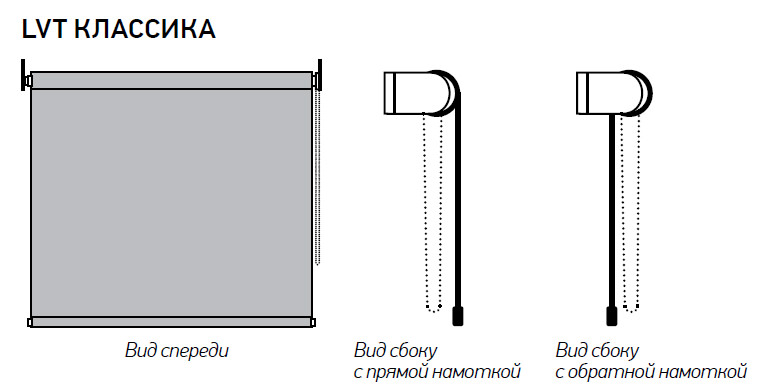 LVT КЛАССИКА
Вид спереди
Вид сбоку
с прямой намоткой
Вид сбоку
с обратной намоткой